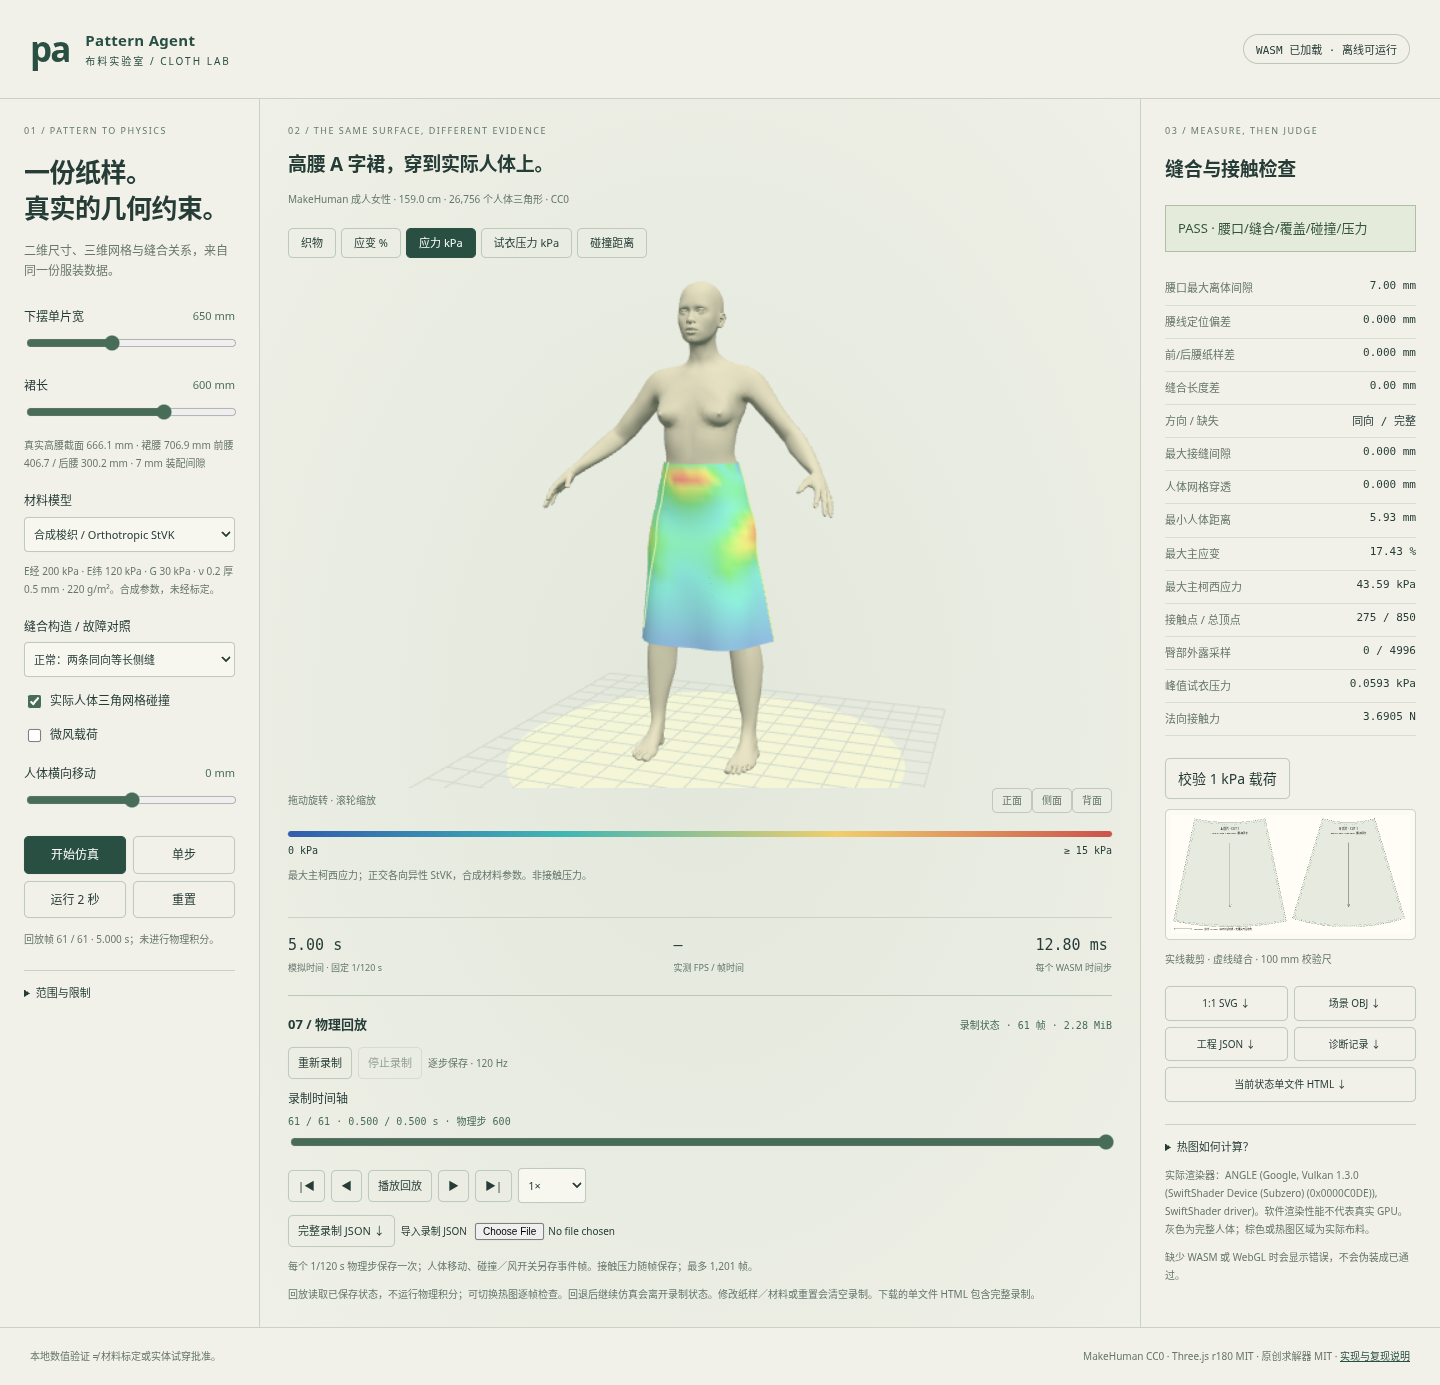 pa
Pattern Agent
布料实验室 / CLOTH LAB
WASM 已加载 · 离线可运行
01 / PATTERN TO PHYSICS
一份纸样。
真实的几何约束。
二维尺寸、三维网格与缝合关系，来自
同一份服装数据。
下摆单片宽 650 mm
裙长 600 mm
真实高腰截面 666.1 mm · 裙腰 706.9 mm 前腰
406.7 / 后腰 300.2 mm · 7 mm 装配间隙
材料模型
合成梭织 / Orthotropic StVK
E经 200 kPa · E纬 120 kPa · G 30 kPa · ν 0.2 厚
0.5 mm · 220 g/m²。合成参数，未经标定。
缝合构造 / 故障对照
正常：两条同向等长侧缝
实际人体三角网格碰撞
微风载荷
人体横向移动 0 mm
开始仿真 单步
运行 2 秒 重置
回放帧 61 / 61 · 5.000 s；未进行物理积分。
范围与限制
02 / THE SAME SURFACE, DIFFERENT EVIDENCE
高腰 A 字裙，穿到实际人体上。
MakeHuman 成人女性 · 159.0 cm · 26,756 个人体三角形 · CC0
织物 应变 % 应力 kPa 试衣压力 kPa 碰撞距离
拖动旋转 · 滚轮缩放
正面 侧面 背面
0 kPa ≥ 15 kPa
最大主柯西应力；正交各向异性 StVK，合成材料参数。非接触压力。
5.00 s — 12.80 ms
模拟时间 · 固定 1/120 s 实测 FPS / 帧时间 每个 WASM 时间步
07 / 物理回放
录制状态 · 61 帧 · 2.28 MiB
重新录制 停止录制 逐步保存 · 120 Hz
录制时间轴
61 / 61 · 0.500 / 0.500 s · 物理步 600
|◀ ◀ 播放回放 ▶ ▶| 1×
完整录制 JSON ↓ 导入录制 JSON Choose File No file chosen
每个 1/120 s 物理步保存一次；人体移动、碰撞／风开关另存事件帧。接触压力随帧保存；最多 1,201 帧。
回放读取已保存状态，不运行物理积分；可切换热图逐帧检查。回退后继续仿真会离开录制状态。修改纸样／材料或重置会清空录制。下载的单文件 HTML 包含完整录制。
03 / MEASURE, THEN JUDGE
缝合与接触检查
PASS · 腰口/缝合/覆盖/碰撞/压力
腰口最大离体间隙 7.00 mm
腰线定位偏差 0.000 mm
前/后腰纸样差 0.000 mm
缝合长度差 0.00 mm
方向 / 缺失 同向 / 完整
最大接缝间隙 0.000 mm
人体网格穿透 0.000 mm
最小人体距离 5.93 mm
最大主应变 17.43 %
最大主柯西应力 43.59 kPa
接触点 / 总顶点 275 / 850
臀部外露采样 0 / 4996
峰值试衣压力 0.0593 kPa
法向接触力 3.6905 N
校验 1 kPa 载荷
实线裁剪 · 虚线缝合 · 100 mm 校验尺
1:1 SVG ↓ 场景 OBJ ↓
工程 JSON ↓ 诊断记录 ↓
当前状态单文件 HTML ↓
热图如何计算？
实际渲染器：ANGLE (Google, Vulkan 1.3.0
(SwiftShader Device (Subzero) (0x0000C0DE)),
SwiftShader driver)。软件渲染性能不代表真实 GPU。
灰色为完整人体；棕色或热图区域为实际布料。
缺少 WASM 或 WebGL 时会显示错误，不会伪装成已通
过。
本地数值验证 ≠ 材料标定或实体试穿批准。
MakeHuman CC0 · Three.js r180 MIT · 原创求解器 MIT · 实现与复现说明